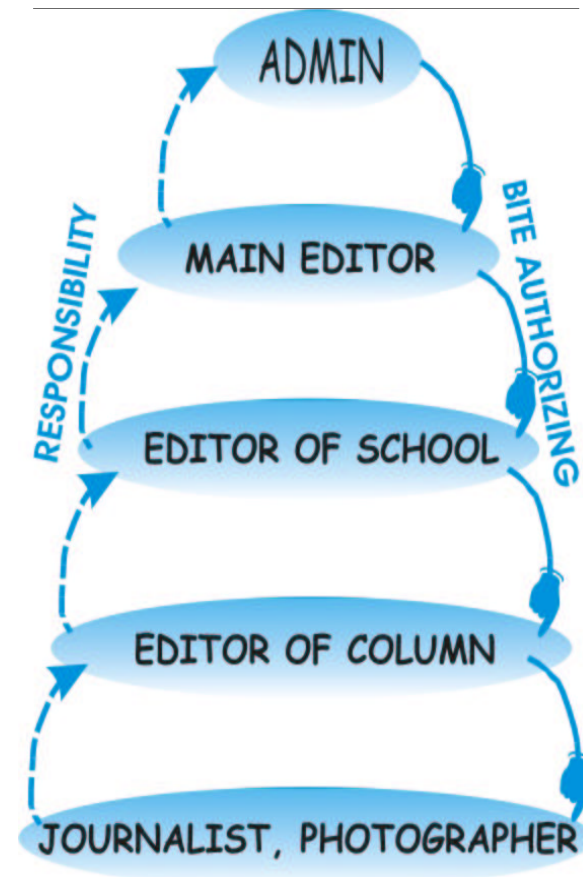 ADMIN
MAIN EDITOR
RESPONSIBILITY
BITE AUTHORIZING
EDITOR OF SCHOOL
EDITOR OF COLUMN
JOURNALIST, PHOTOGRAPHER